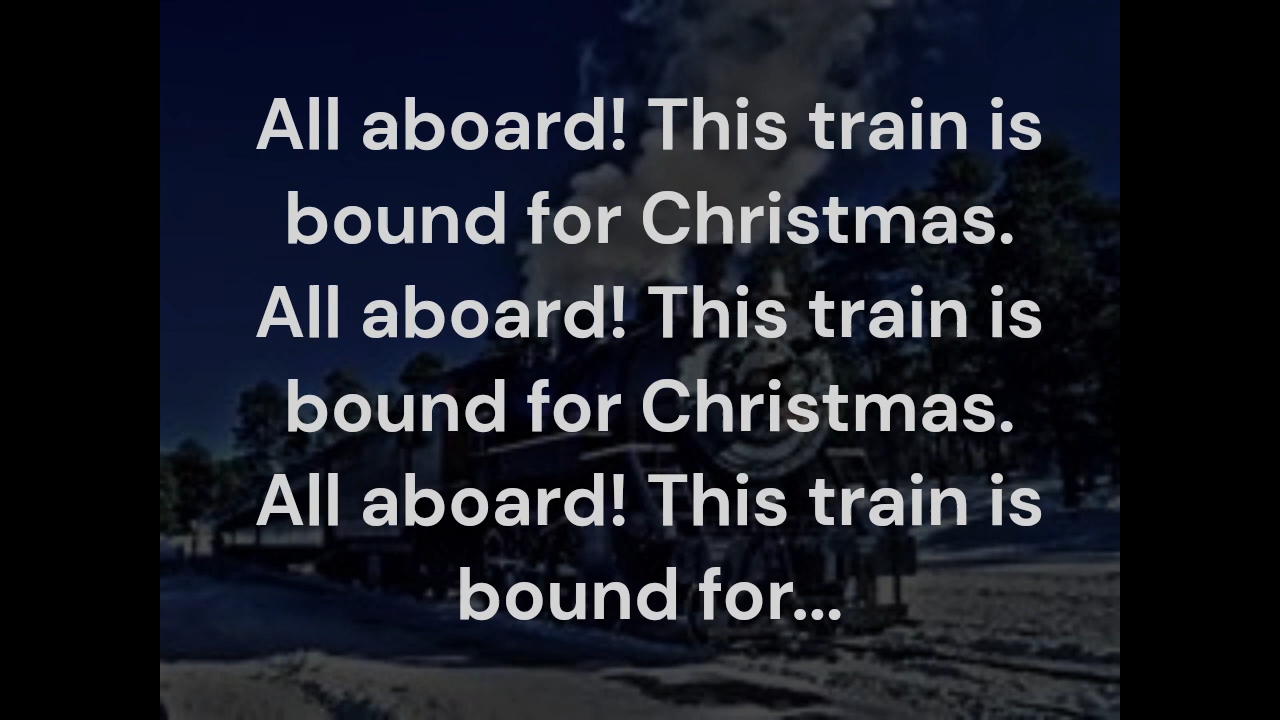 All aboard! This train is
bound for Christmas.
All aboard! This train is
bound for Christmas.
All aboard! This train is
bound for...